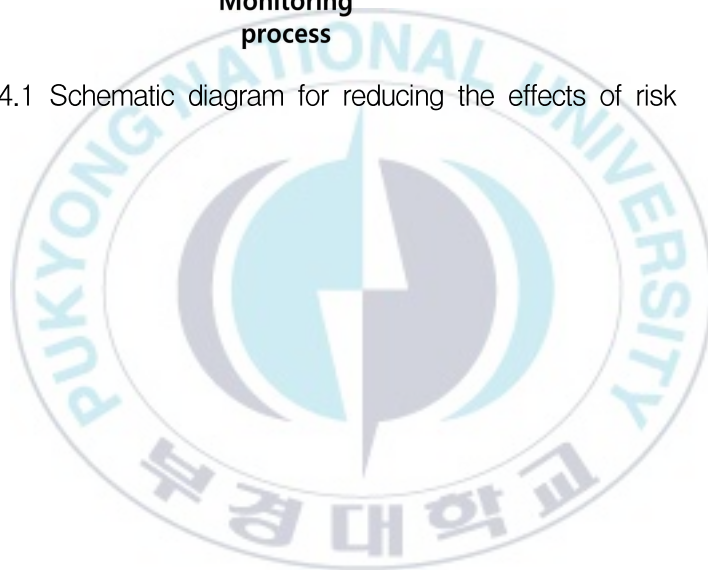 Monitoring
process
4.1 Schematic diagram for reducing the effects of risk
PUKYONG NATIONAL UNIVERSITY
부경대학교